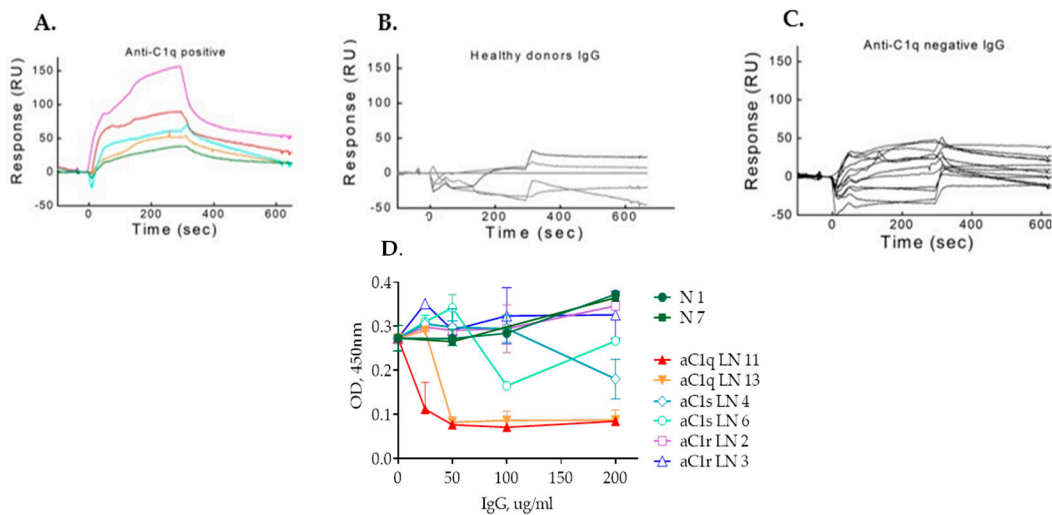 A.
Anti-C1q positive
Response (RU)
150
100
50
0
-50
0
200
400
600
Time (sec)
B.
Healthy donors IgG
Response (RU)
150
100
50
0
-50
0
200
400
600
Time (sec)
C.
Anti-C1q negative IgG
Response (RU)
150
100
50
0
-50
0
200
400
600
Time (sec)
D.
OD, 450nm
0.4
0.3
0.2
0.1
0.0
0
50
100
150
200
IgG, ug/ml
N 1
N 7
aC1q LN 11
aC1q LN 13
aC1s LN 4
aC1s LN 6
aC1r LN 2
aC1r LN 3